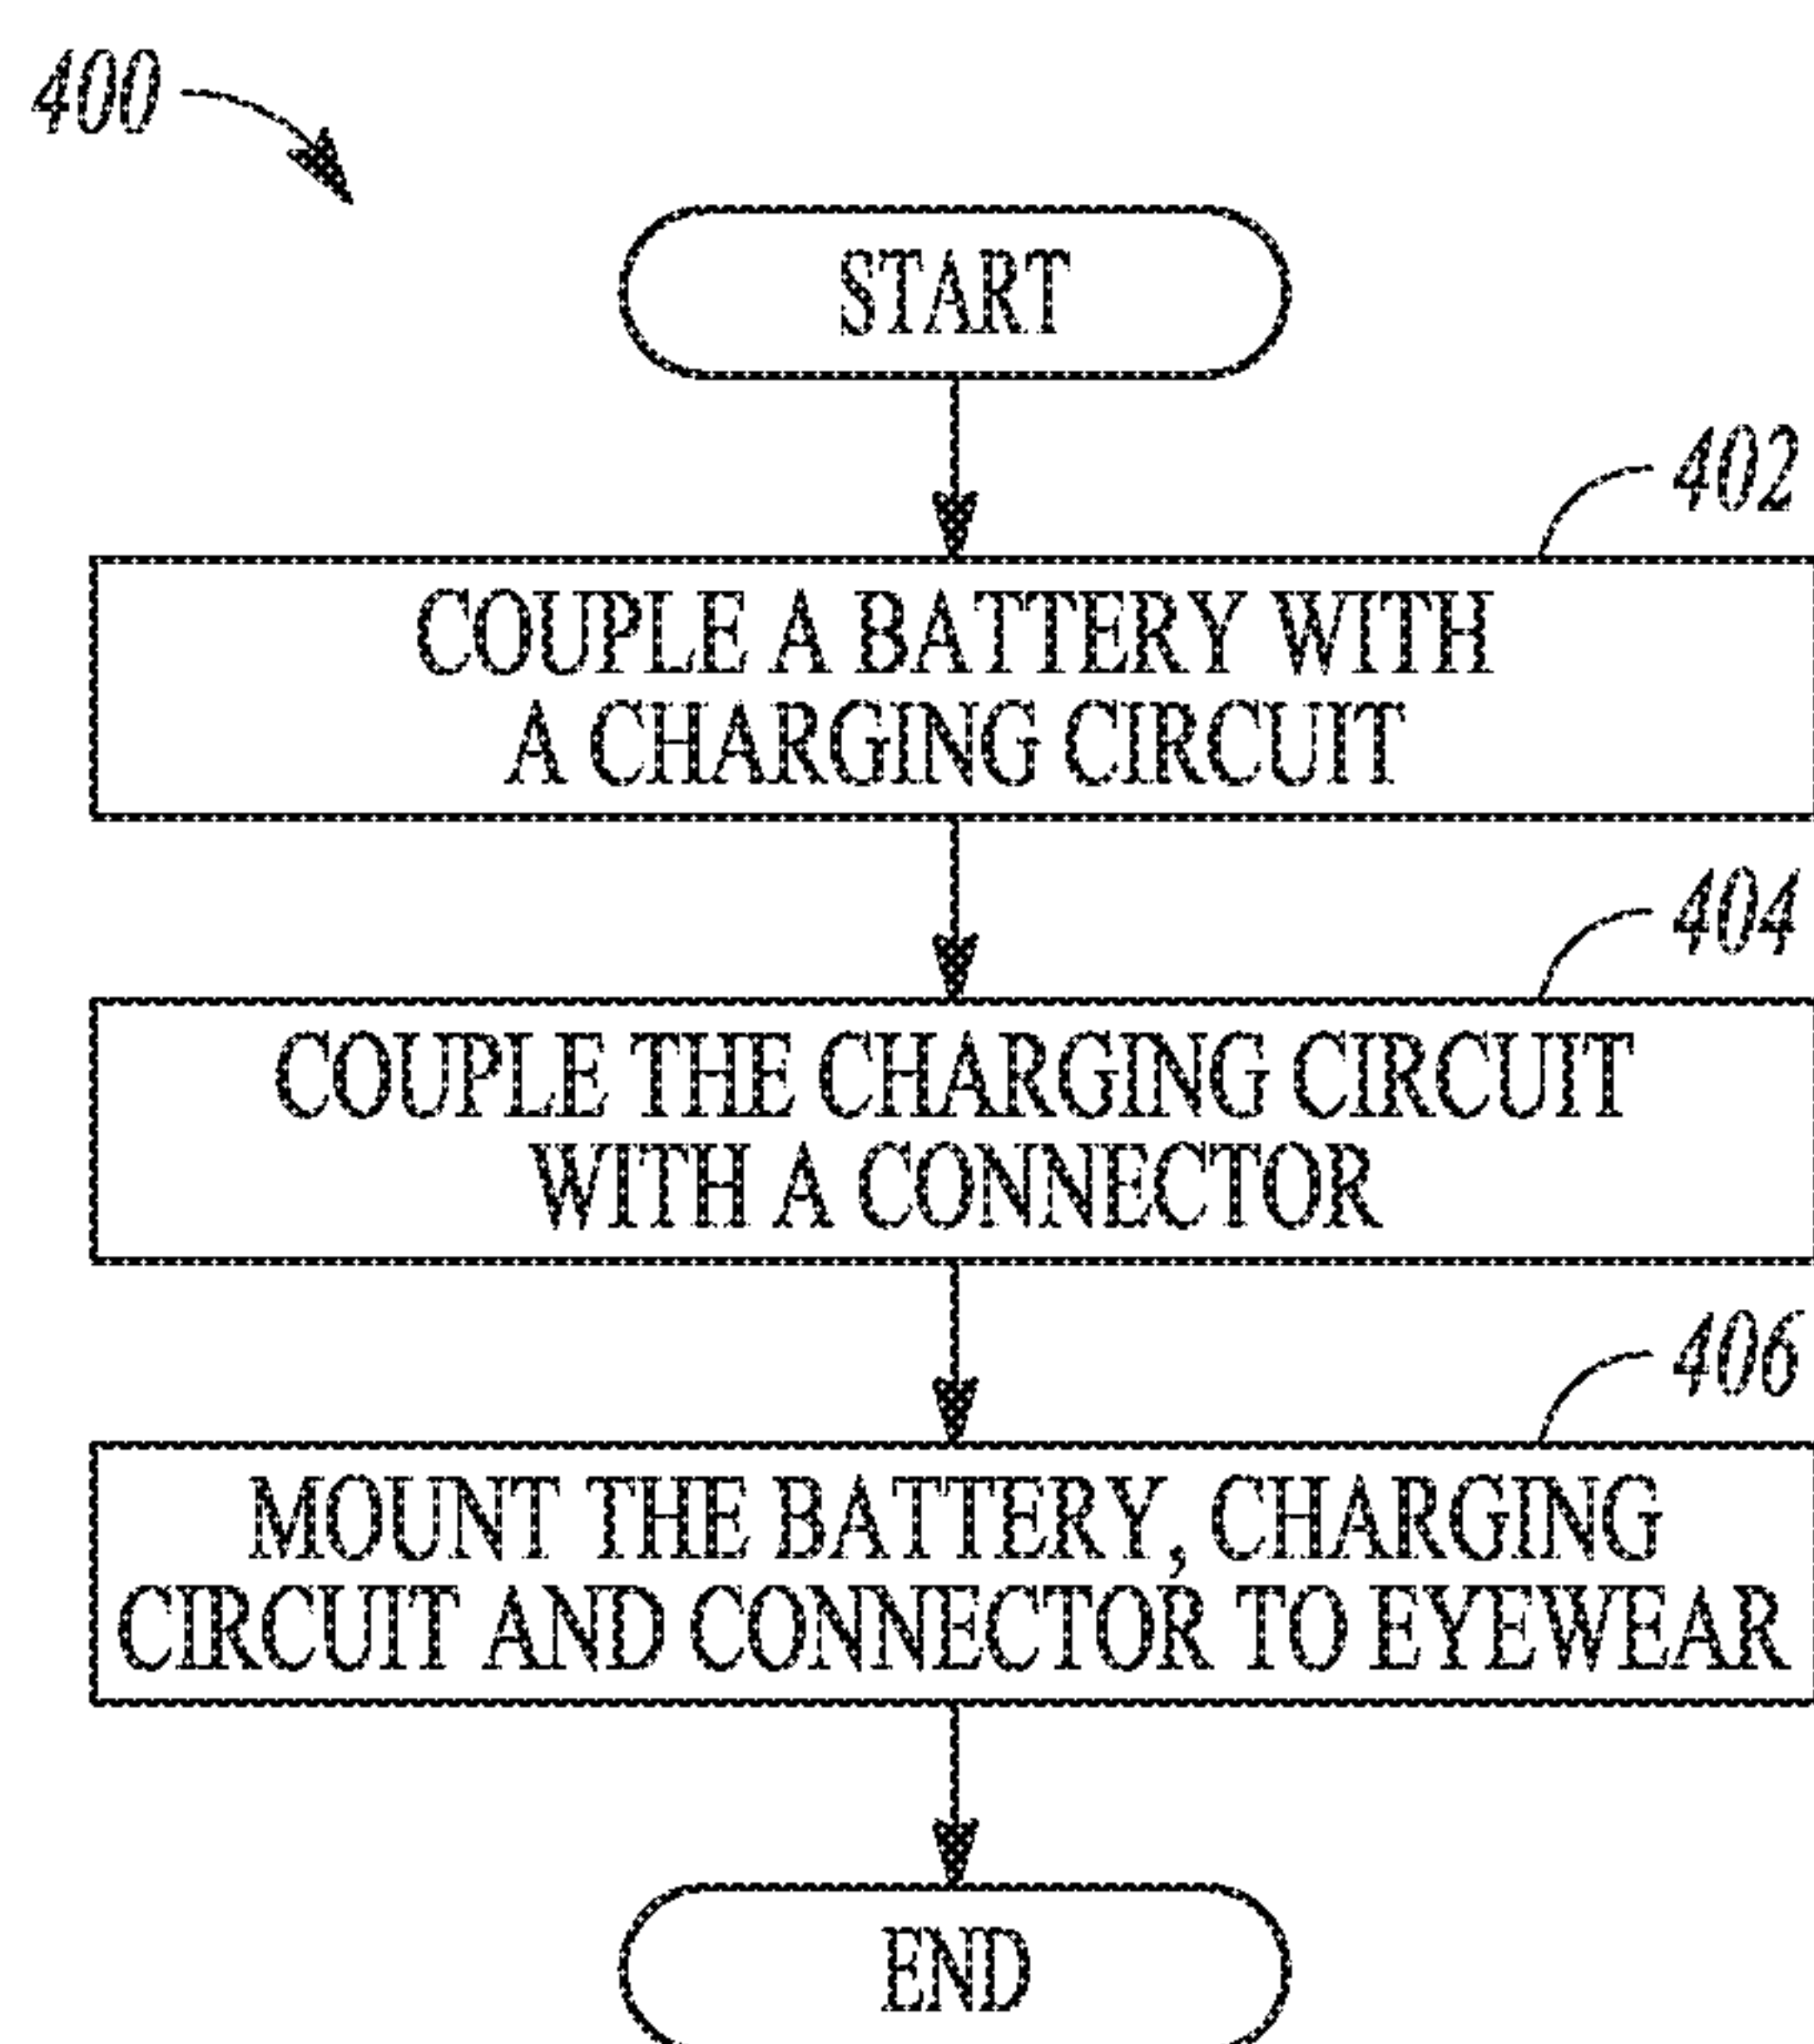 400
START
402
COUPLE A BATTERY WITH
A CHARGING CIRCUIT
404
COUPLE THE CHARGING CIRCUIT
WITH A CONNECTOR
406
MOUNT THE BATTERY, CHARGING
CIRCUIT AND CONNECTOR TO EYEWEAR
END